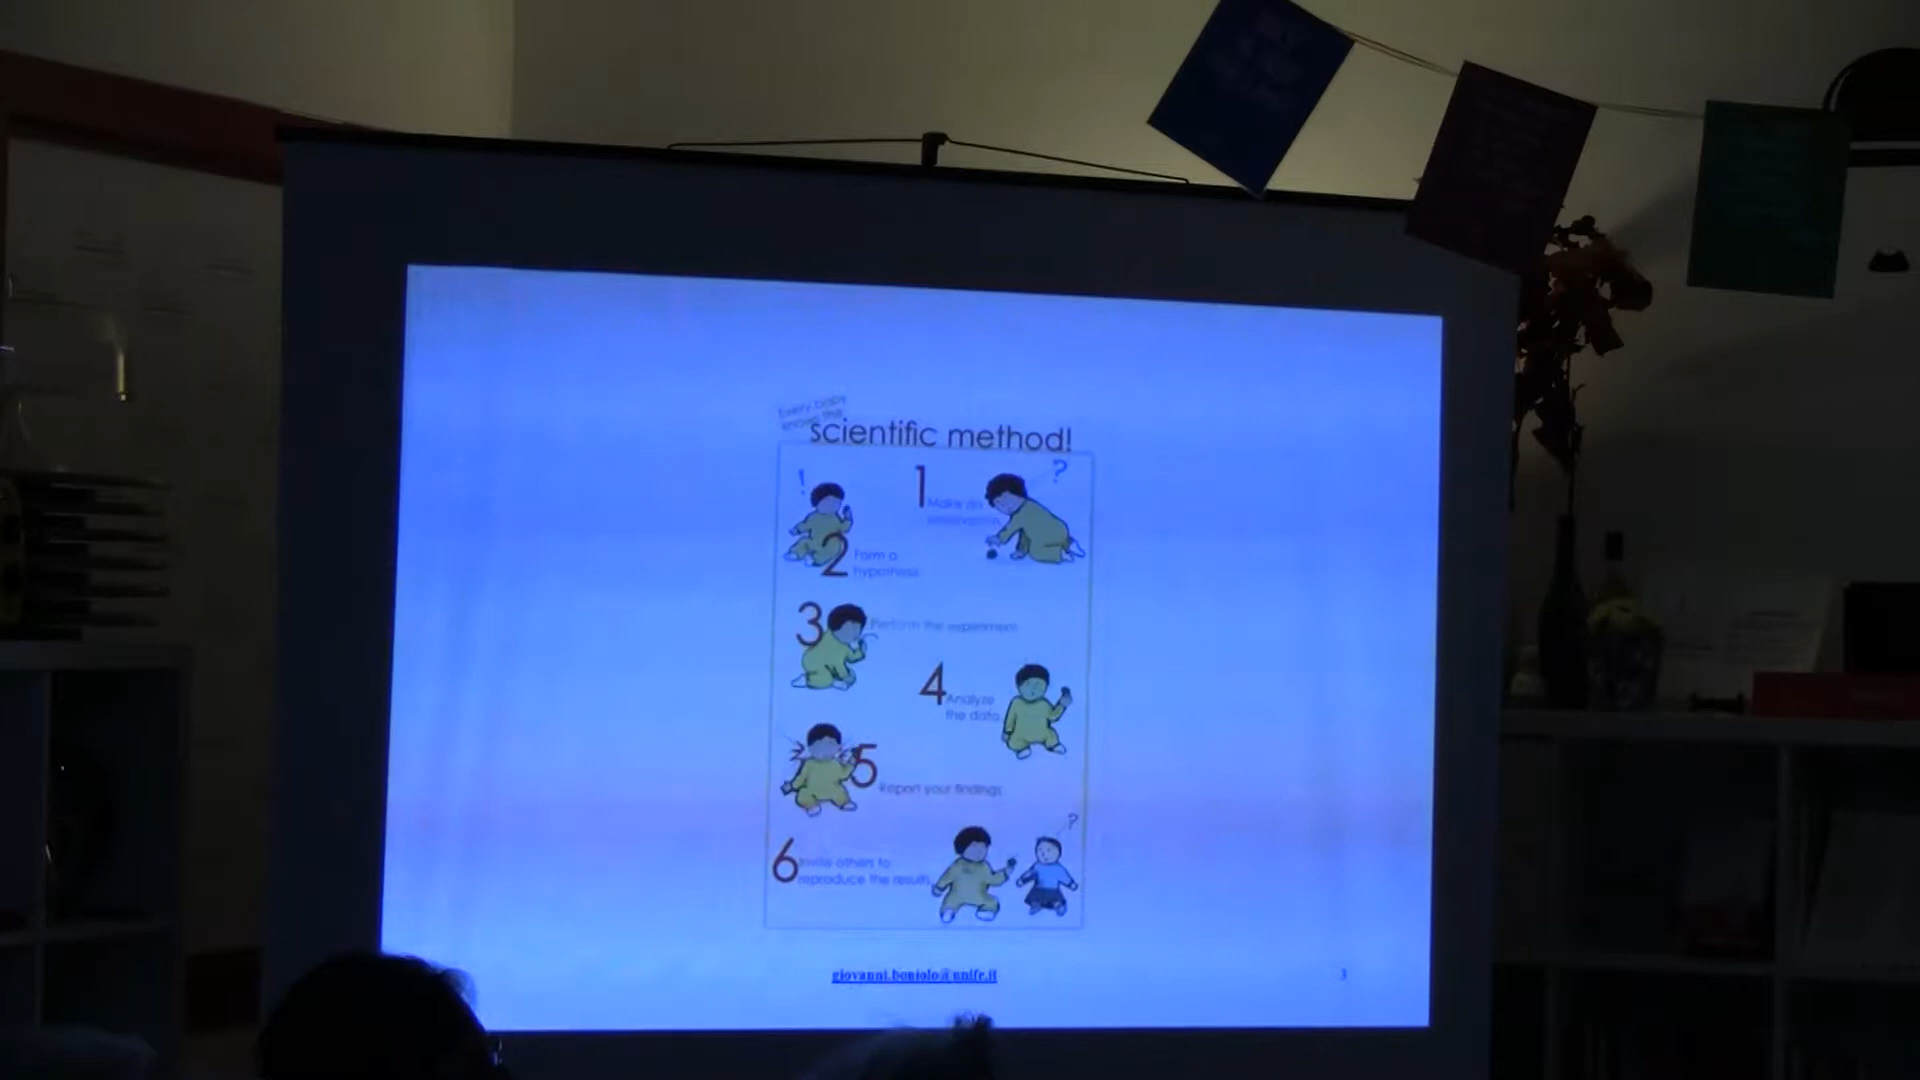 Every baby
knows the
scientific method!
!
1
?
Make an
observation
2
Form a
hypothesis
3
Perform the experiment
4
Analyze
the data
5
Report your findings
?
6
Invite others to
reproduce the results
giovanni.boniolo@unife.it
3